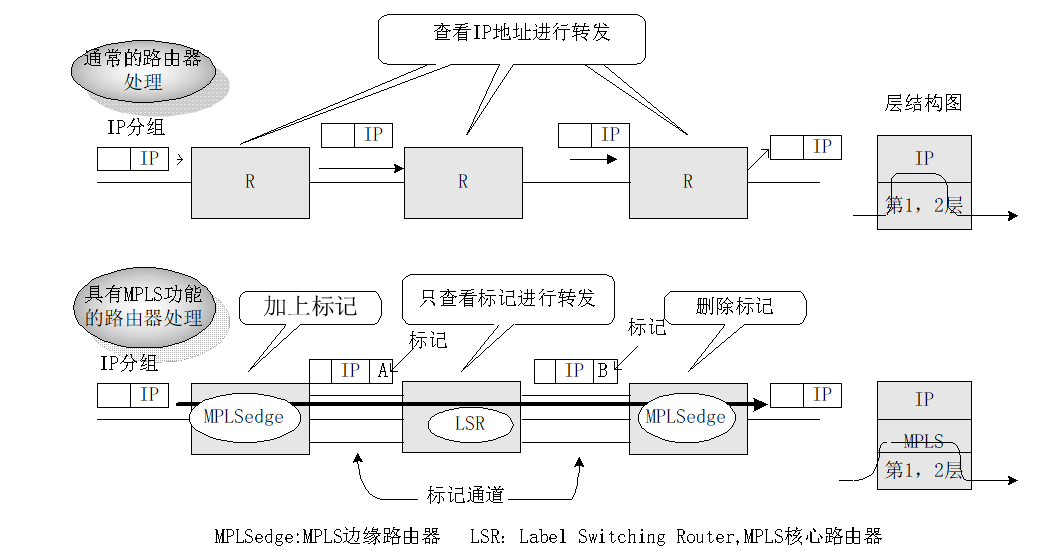 查看IP地址进行转发
通常的路由器
处理
层结构图
IP分组
IP
IP
IP
IP
R
R
R
IP
第1，2层
具有MPLS功能
的路由器处理
加上标记
只查看标记进行转发
删除标记
标记
标记
IP分组
IP
IP A
IP B
IP
MPLSedge
LSR
MPLSedge
IP
MPLS
第1，2层
标记通道
MPLSedge:MPLS边缘路由器 LSR: Label Switching Router,MPLS核心路由器